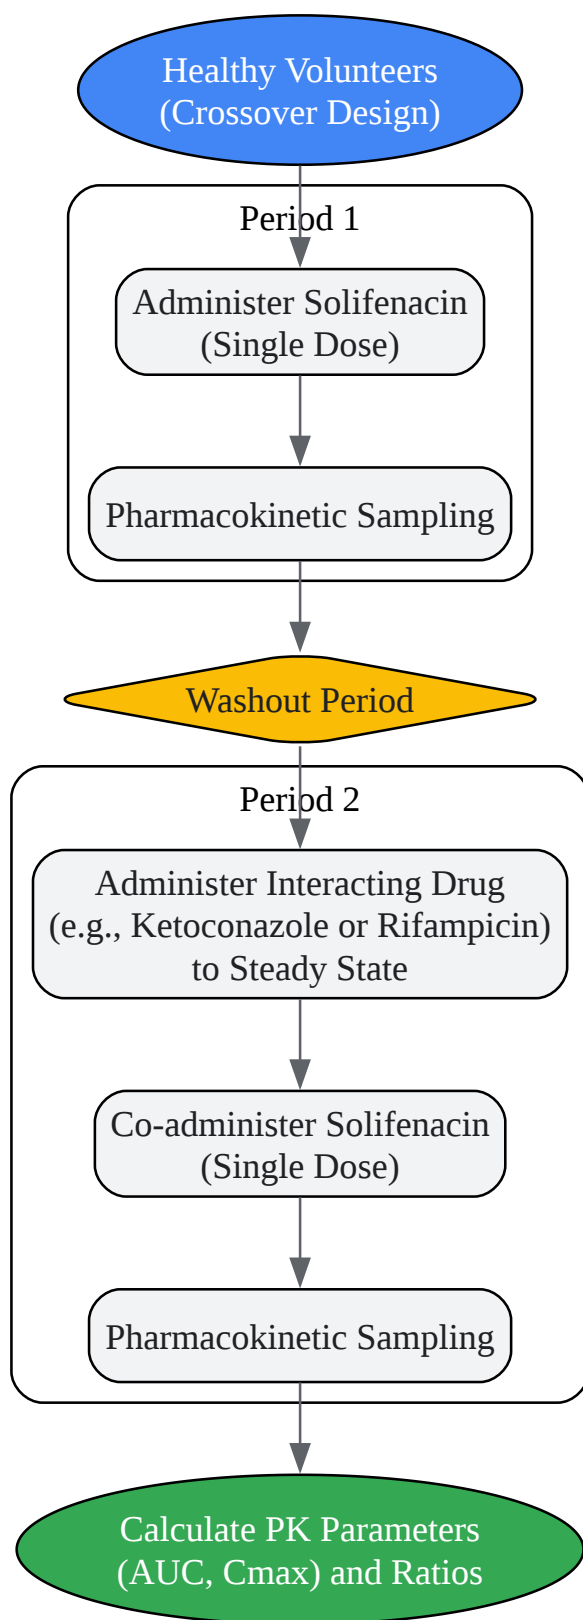 Healthy Volunteers
(Crossover Design)
Period 1
Administer Solifenacin
(Single Dose)
Pharmacokinetic Sampling
Washout Period
Period 2
Administer Interacting Drug
(e.g., Ketoconazole or Rifampicin)
to Steady State
Co-administer Solifenacin
(Single Dose)
Pharmacokinetic Sampling
Calculate PK Parameters
(AUC, Cmax) and Ratios